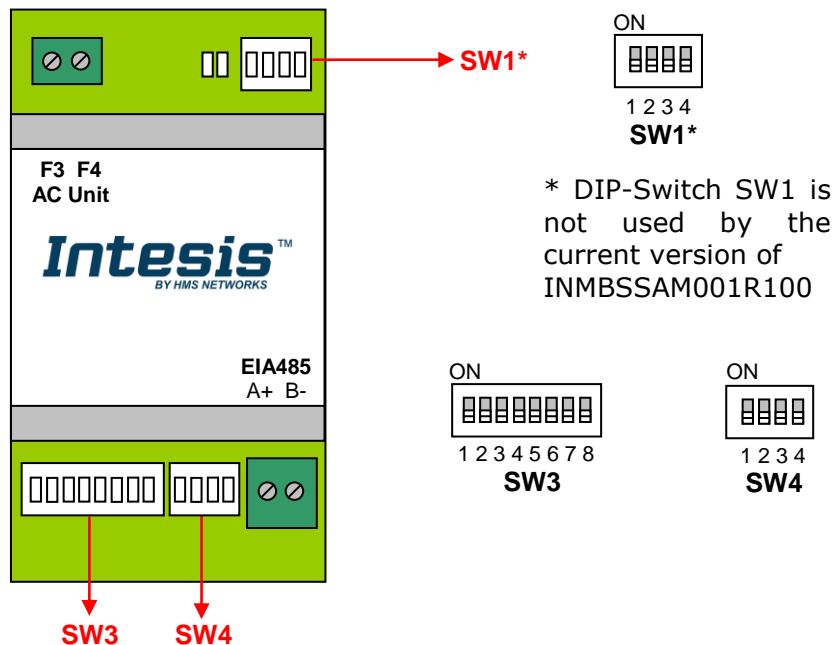 SW1*
ON
1 2 3 4
SW1*
F3 F4
AC Unit
Intesis™
BY HMS NETWORKS
* DIP-Switch SW1 is
not used by the
current version of
INMBSSAM001R100
EIA485
A+ B-
ON
1 2 3 4 5 6 7 8
SW3
ON
1 2 3 4
SW4
SW3
SW4